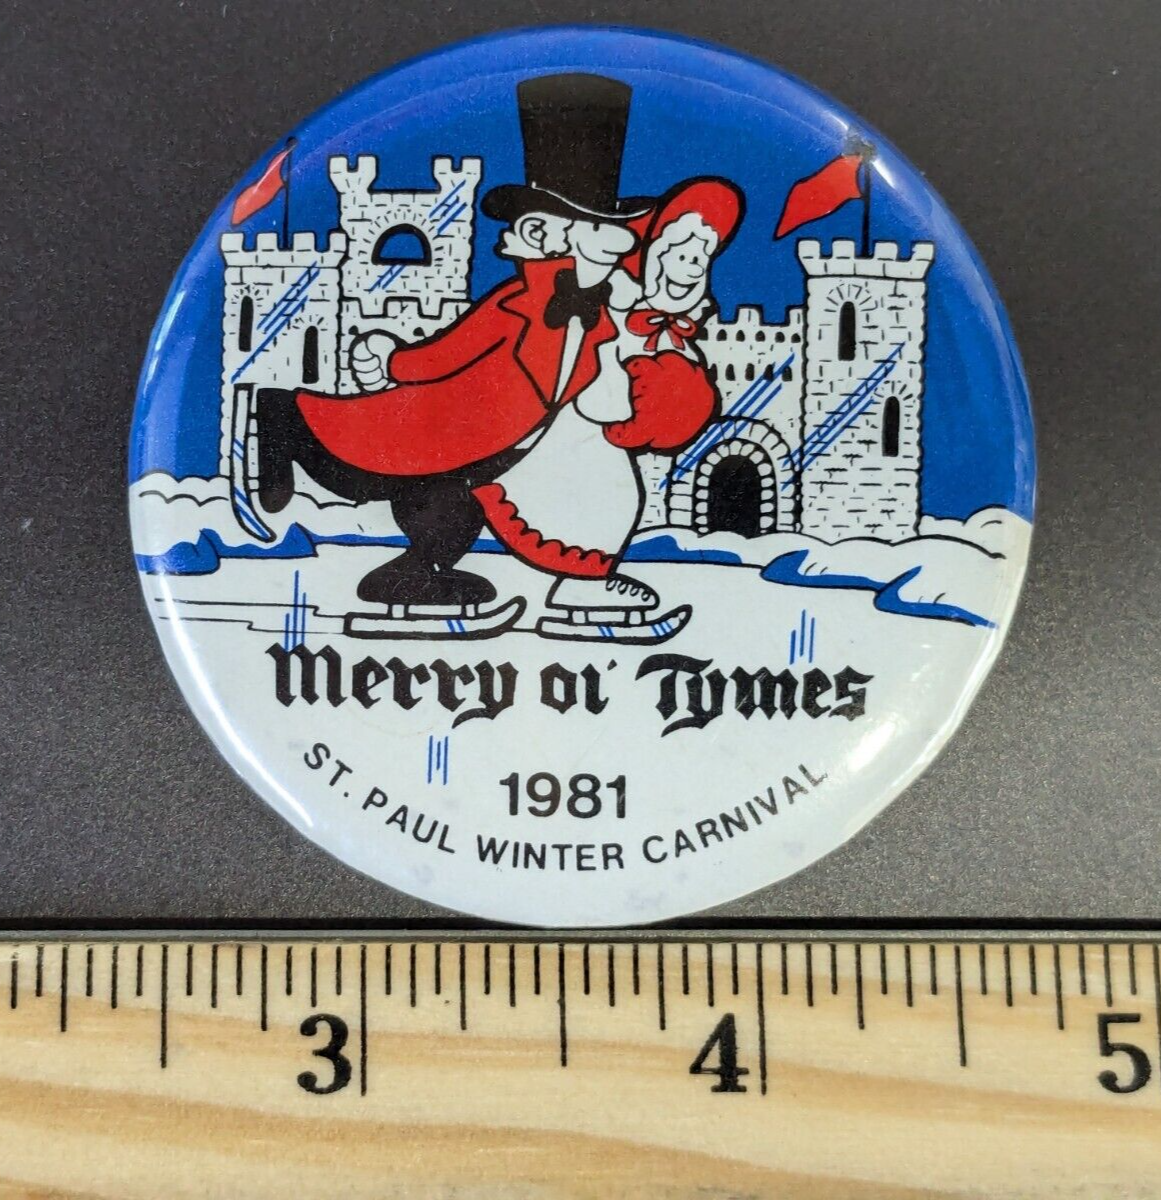 Merry ol' Tymes
1981
ST. PAUL WINTER CARNIVAL
3 4 5